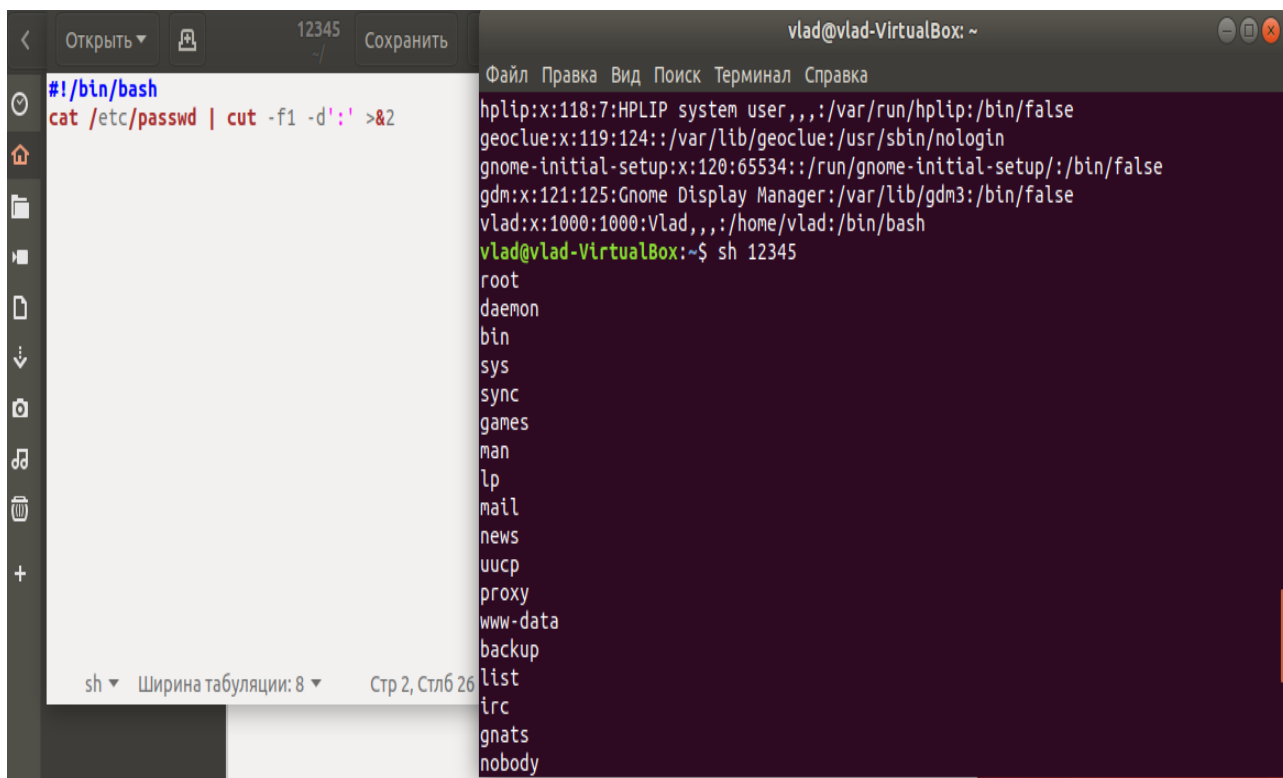 Открыть
12345
~/
Сохранить
#!/bin/bash
cat /etc/passwd | cut -f1 -d':' >&2
sh
Ширина табуляции: 8
Стр 2, Стлб 26
vlad@vlad-VirtualBox: ~
Файл Правка Вид Поиск Терминал Справка
hplip:x:118:7:HPLIP system user,,,:/var/run/hplip:/bin/false
geoclue:x:119:124::/var/lib/geoclue:/usr/sbin/nologin
gnome-initial-setup:x:120:65534::/run/gnome-initial-setup/:/bin/false
gdm:x:121:125:Gnome Display Manager:/var/lib/gdm3:/bin/false
vlad:x:1000:1000:Vlad,,,:/home/vlad:/bin/bash
vlad@vlad-VirtualBox:~$ sh 12345
root
daemon
bin
sys
sync
games
man
lp
mail
news
uucp
proxy
www-data
backup
list
irc
gnats
nobody